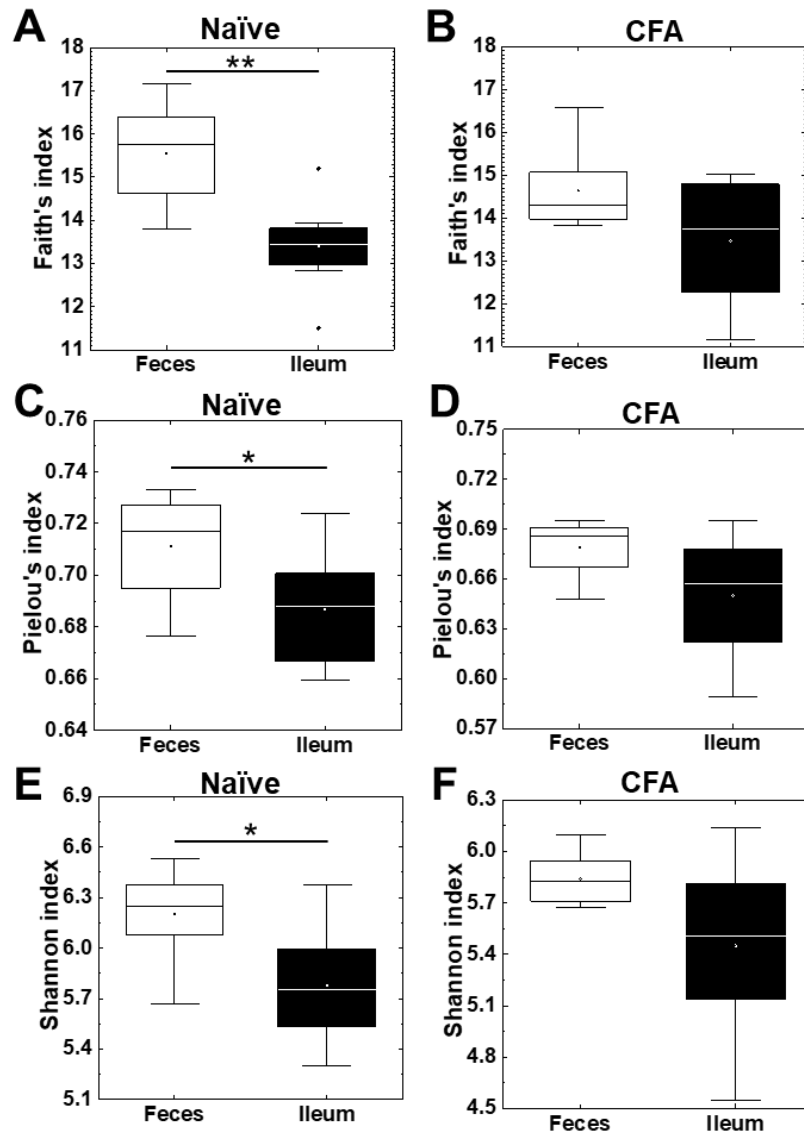 A
Naïve
Faith's index
18
17
16
15
14
13
12
11
**
Feces
Ileum
B
CFA
Faith's index
18
17
16
15
14
13
12
11
Feces
Ileum
C
Naïve
Pielou's index
0.76
0.74
0.72
0.70
0.68
0.66
0.64
*
Feces
Ileum
D
CFA
Pielou's index
0.75
0.72
0.69
0.66
0.63
0.60
0.57
Feces
Ileum
E
Naïve
Shannon index
6.9
6.6
6.3
6.0
5.7
5.4
5.1
*
Feces
Ileum
F
CFA
Shannon index
6.3
6.0
5.7
5.4
5.1
4.8
4.5
Feces
Ileum